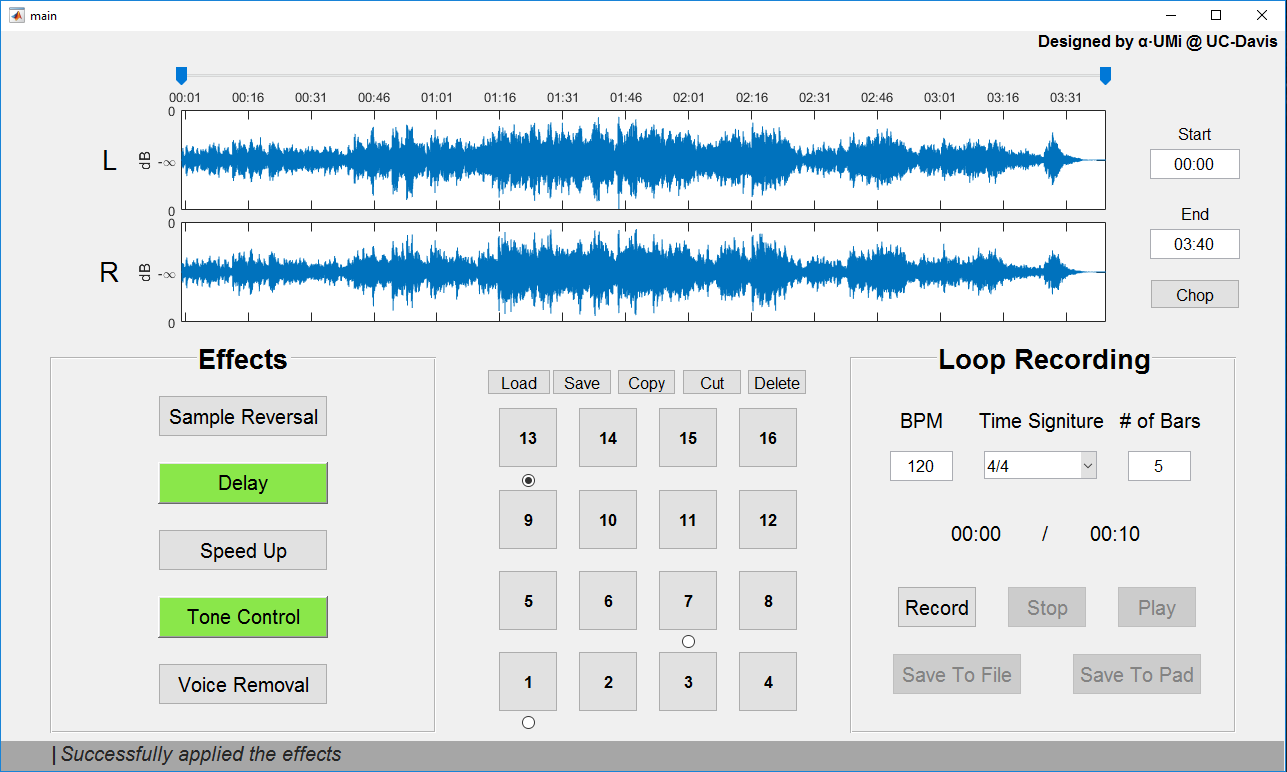 main
Designed by α·UMi @ UC-Davis
00:01 00:16 00:31 00:46 01:01 01:16 01:31 01:46 02:01 02:16 02:31 02:46 03:01 03:16 03:31
0
L dB -∞
0
0
R dB -∞
0
Start
00:00
End
03:40
Chop
Effects
Sample Reversal
Delay
Speed Up
Tone Control
Voice Removal
Load Save Copy Cut Delete
13 14 15 16
9 10 11 12
5 6 7 8
1 2 3 4
Loop Recording
BPM Time Signiture # of Bars
120 4/4 5
00:00 / 00:10
Record Stop Play
Save To File Save To Pad
| Successfully applied the effects